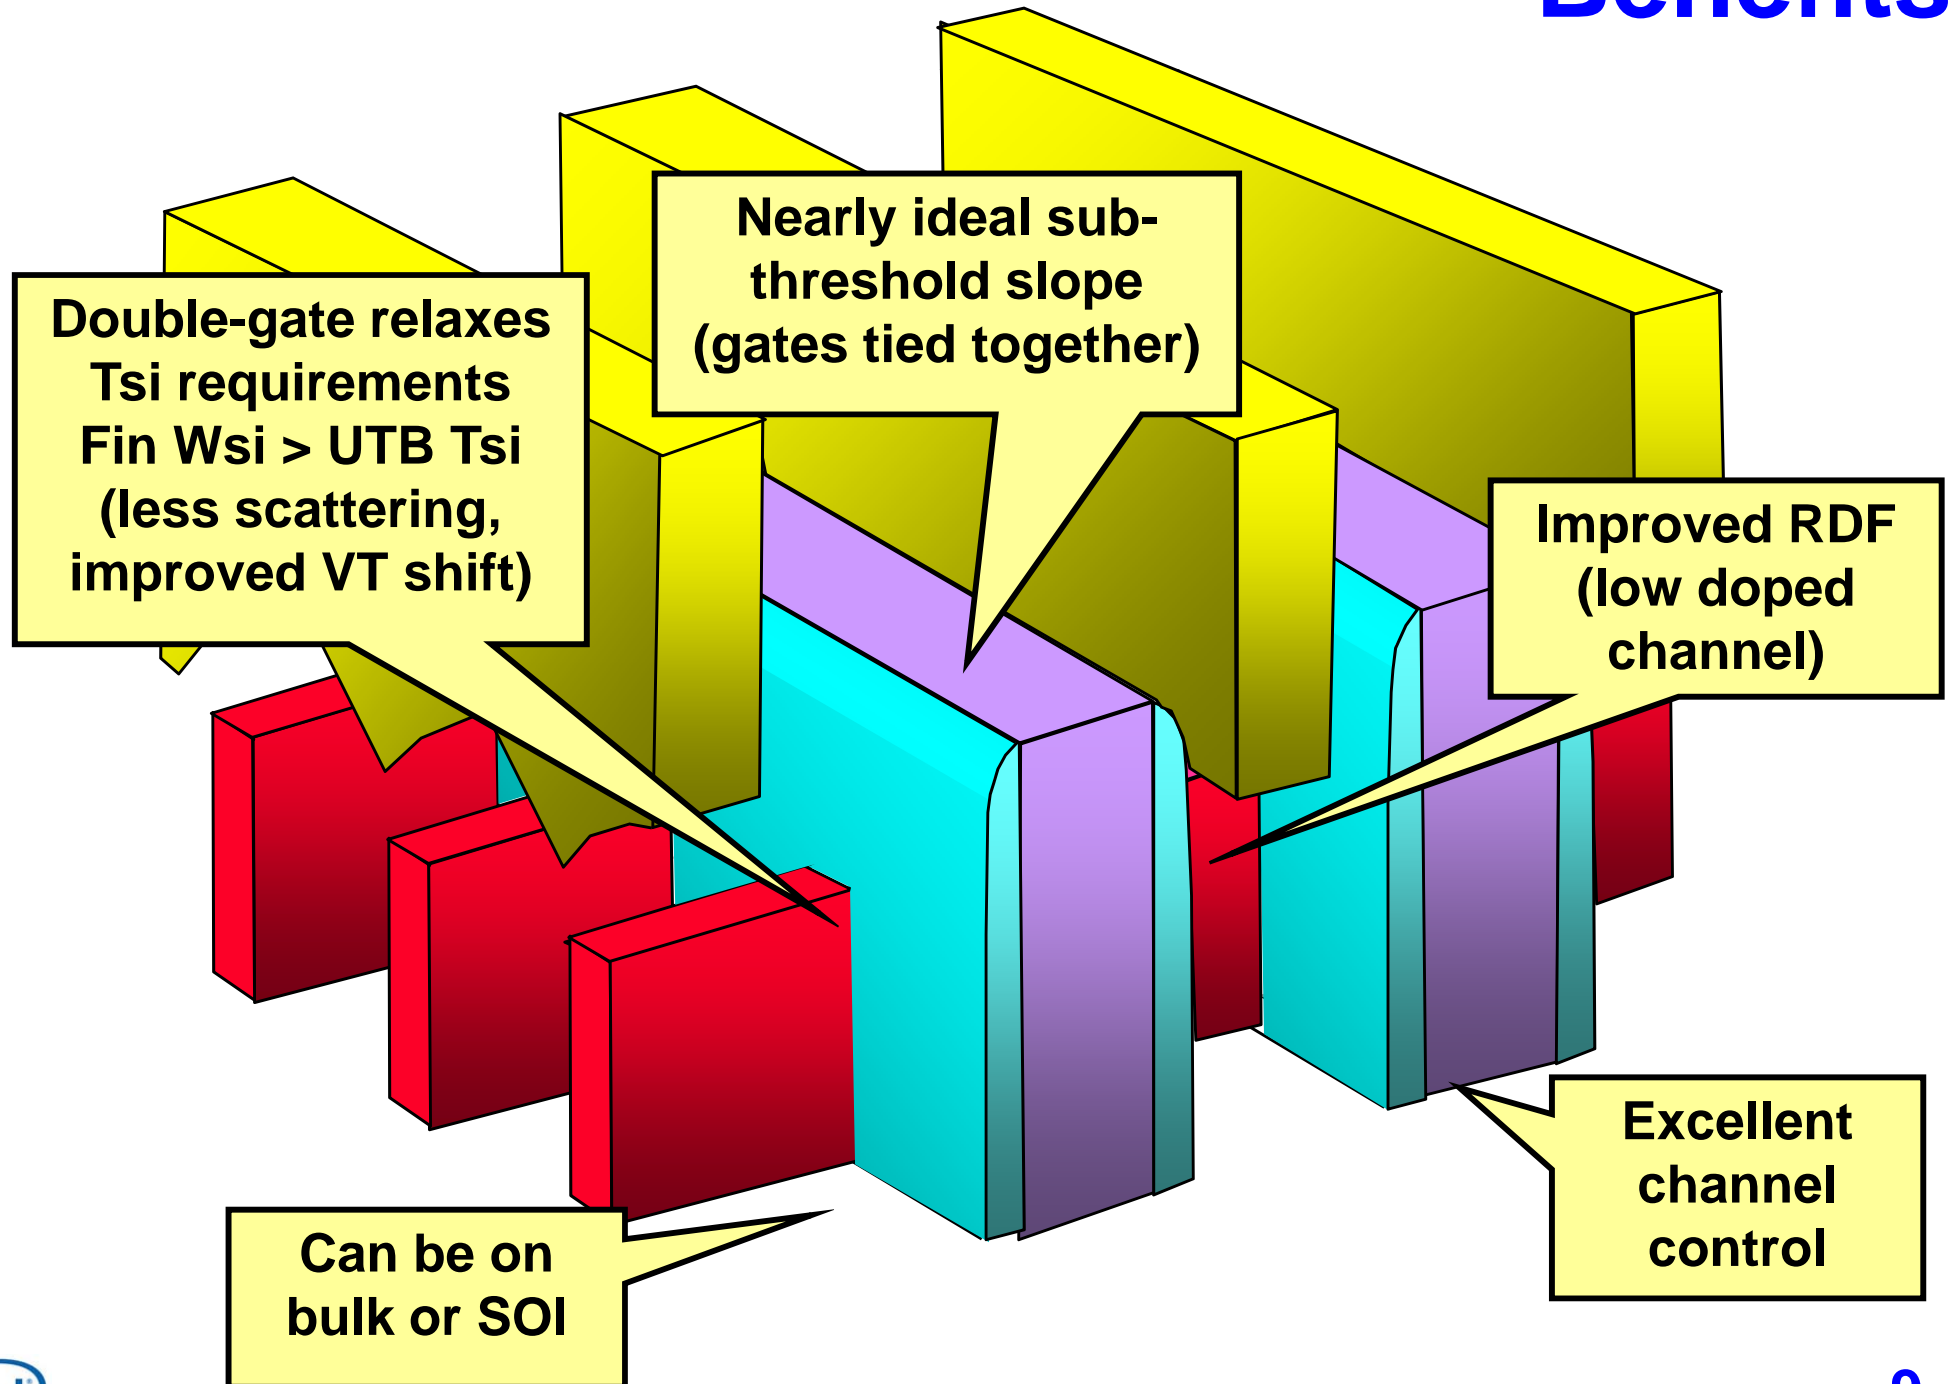 Benefits
Nearly ideal sub-
threshold slope
(gates tied together)
Double-gate relaxes
Tsi requirements
Fin Wsi > UTB Tsi
(less scattering,
improved VT shift)
Improved RDF
(low doped
channel)
Excellent
channel
control
Can be on
bulk or SOI